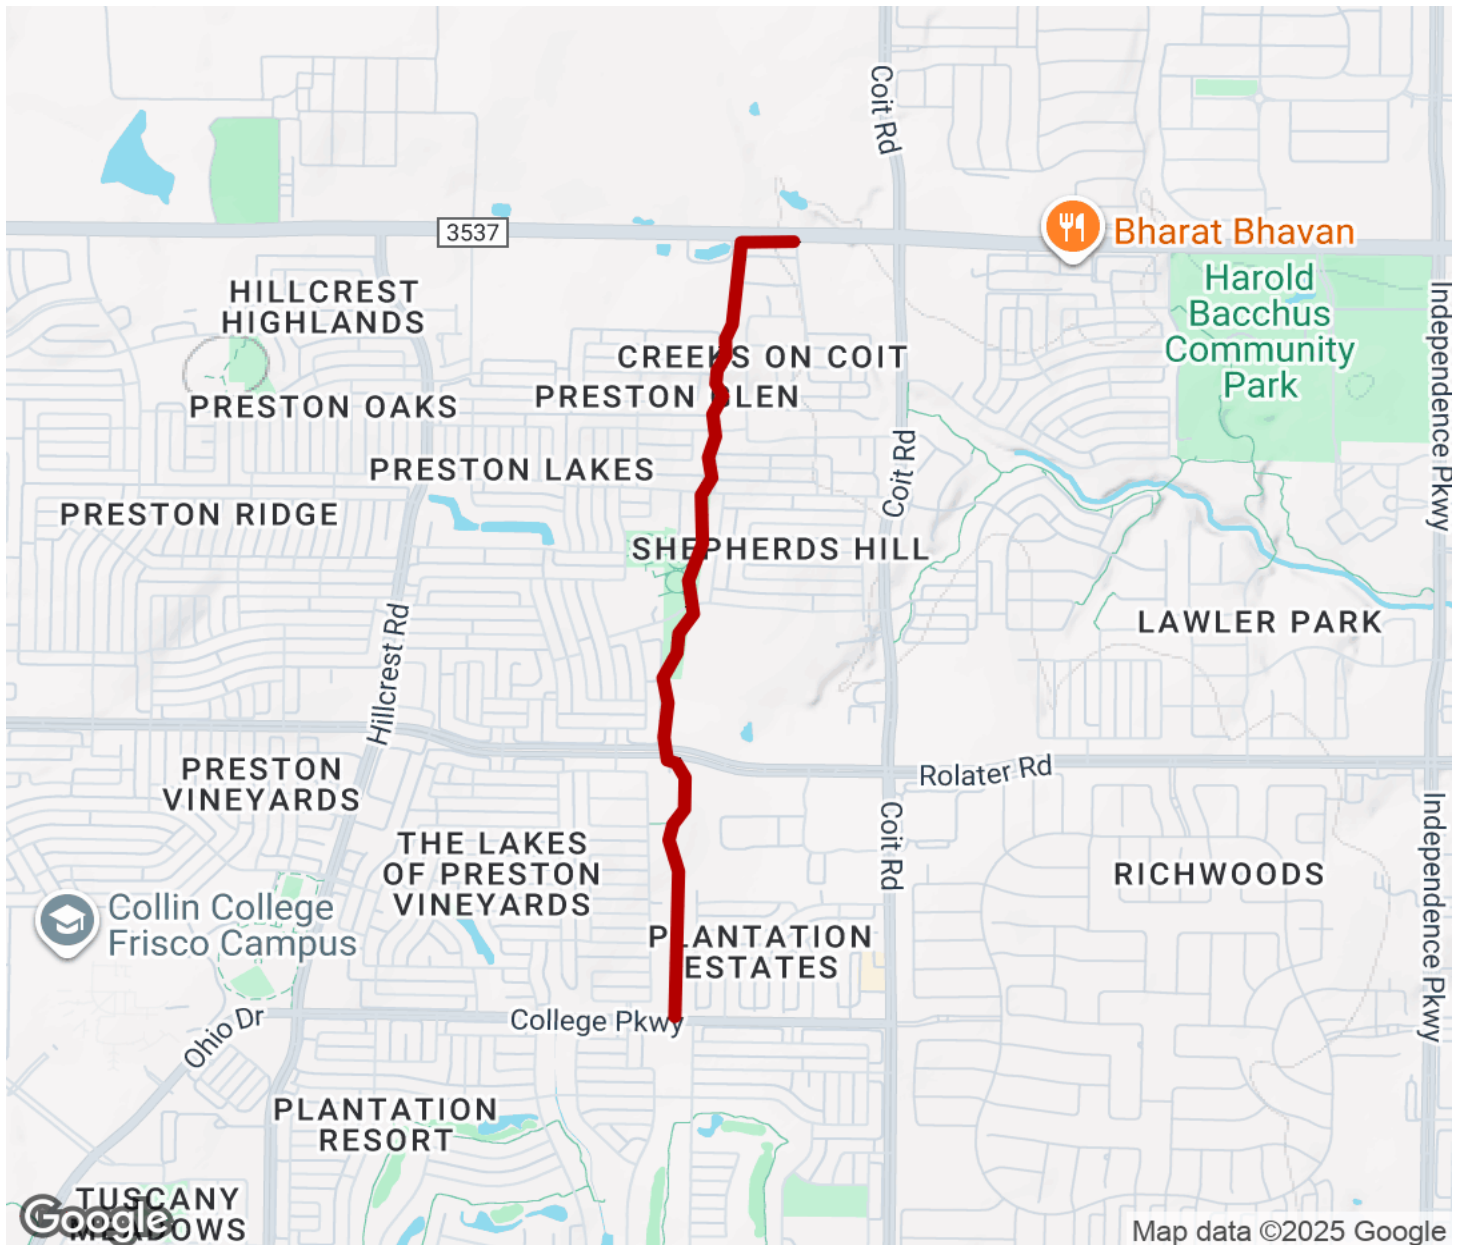 Coit Rd
3537
Bharat Bhavan
Harold
Bacchus
Community
Park
Independence Pkwy
HILLCREST
HIGHLANDS
CREEKS ON COIT
PRESTON GLEN
PRESTON OAKS
PRESTON LAKES
Coit Rd
PRESTON RIDGE
SHEPHERDS HILL
LAWLER PARK
Hillcrest Rd
PRESTON
VINEYARDS
Rolater Rd
Coit Rd
Independence Pkwy
THE LAKES
OF PRESTON
VINEYARDS
RICHWOODS
Collin College
Frisco Campus
PLANTATION
ESTATES
College Pkwy
Ohio Dr
PLANTATION
RESORT
TUSCANY
MEADOWS
Google
Map data ©2025 Google